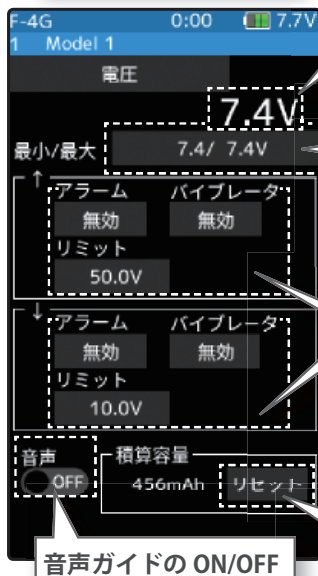 F-4G 0:00 7.7V
1 Model 1
電圧
7.4V
最小/最大 7.4/ 7.4V
↑
アラーム バイブレータ
無効 無効
リミット
50.0V
↓
アラーム バイブレータ
無効 無効
リミット
10.0V
音声 積算容量
OFF 456mAh リセット
音声ガイドの ON/OFF